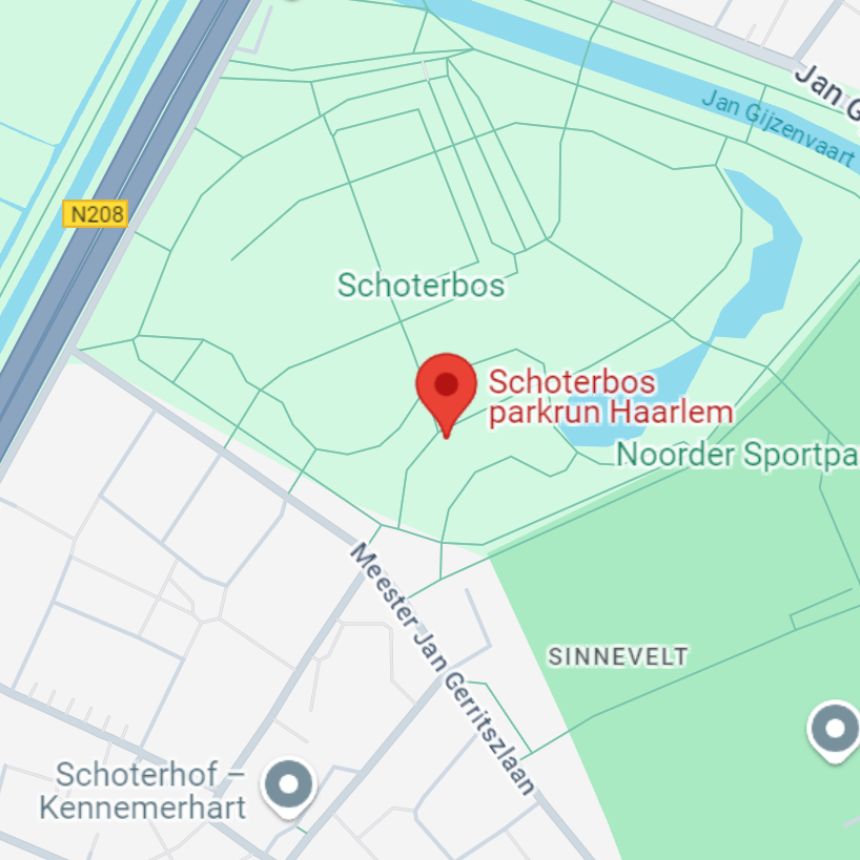 Jan G
Jan Gijzenvaart
N208
Schoterbos
Schoterbos
parkrun Haarlem
Noorder Sportpa
Meester Jan Gerritszlaan
SINNEVELT
Schoterhof –
Kennemerhart